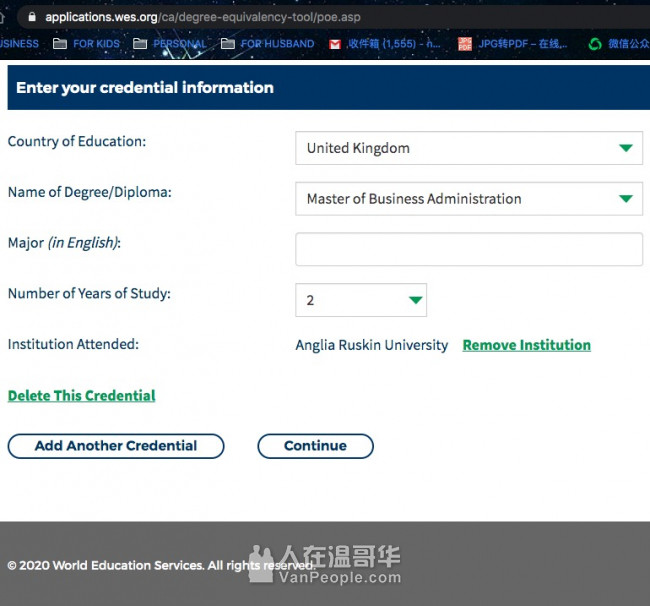 applications.wes.org/ca/degree-equivalency-tool/poe.asp
USINESS FOR KIDS PERSONAL FOR HUSBAND 收件箱 (1,555) – n... JPG转PDF – 在线,... 微信公众
Enter your credential information
Country of Education: United Kingdom
Name of Degree/Diploma: Master of Business Administration
Major (in English):
Number of Years of Study: 2
Institution Attended: Anglia Ruskin University Remove Institution
Delete This Credential
Add Another Credential Continue
© 2020 World Education Services. All rights reserved.
人在温哥华
VanPeople.com